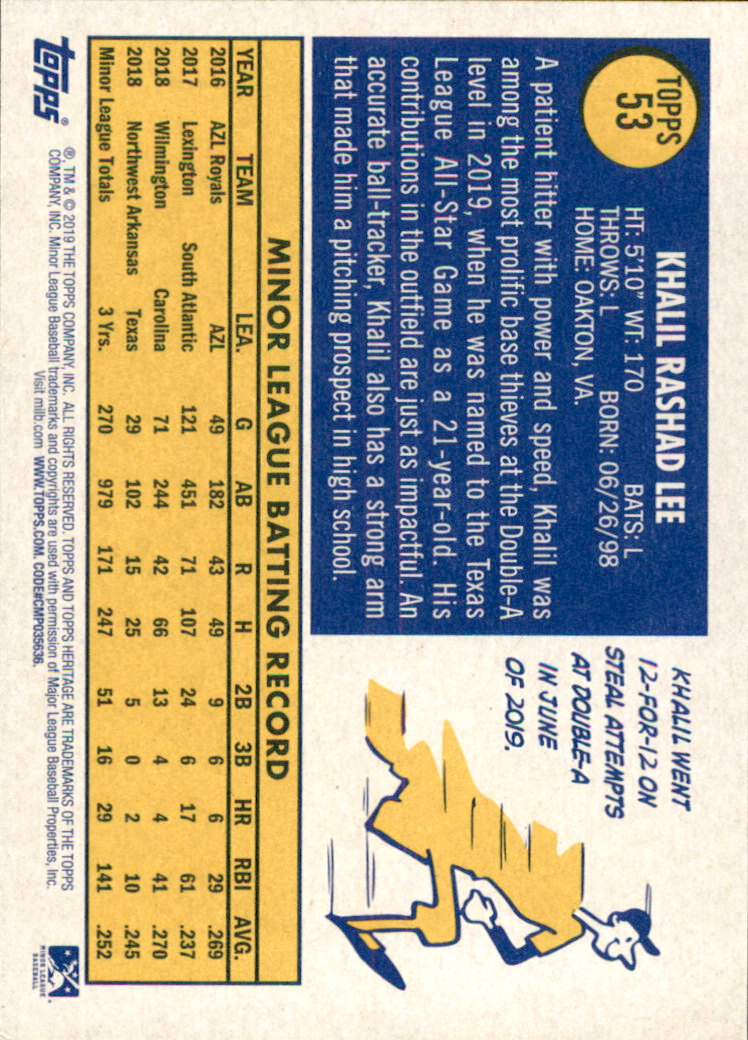 TOPPS
53
KHALIL RASHAD LEE
HT: 5'10" WT: 170 BATS: L
THROWS: L BORN: 06/26/98
HOME: OAKTON, VA.
A patient hitter with power and speed, Khalil was
among the most prolific base thieves at the Double-A
level in 2019, when he was named to the Texas
League All-Star Game as a 21-year-old. His
contributions in the outfield are just as impactful. An
accurate ball-tracker, Khalil also has a strong arm
that made him a pitching prospect in high school.
KHALIL WENT
12-FOR-12 ON
STEAL ATTEMPTS
AT DOUBLE-A
IN JUNE
OF 2019.
MINOR LEAGUE BATTING RECORD
YEAR TEAM LEA. G AB R H 2B 3B HR RBI AVG.
2016 AZL Royals AZL 49 182 43 49 9 6 6 29 .269
2017 Lexington South Atlantic 121 451 71 107 24 6 17 61 .237
2018 Wilmington Carolina 71 244 42 66 13 4 4 41 .270
2018 Northwest Arkansas Texas 29 102 15 25 5 0 2 10 .245
Minor League Totals 3 Yrs. 270 979 171 247 51 16 29 141 .252
topps®
®, TM & © 2019 THE TOPPS COMPANY, INC. ALL RIGHTS RESERVED. TOPPS AND TOPPS HERITAGE ARE TRADEMARKS OF THE TOPPS
COMPANY, INC. Minor League Baseball trademarks and copyrights are used with permission of Major League Baseball Properties, Inc.
Visit milb.com WWW.TOPPS.COM. CODE#CMP035636.
MINOR LEAGUE
BASEBALL